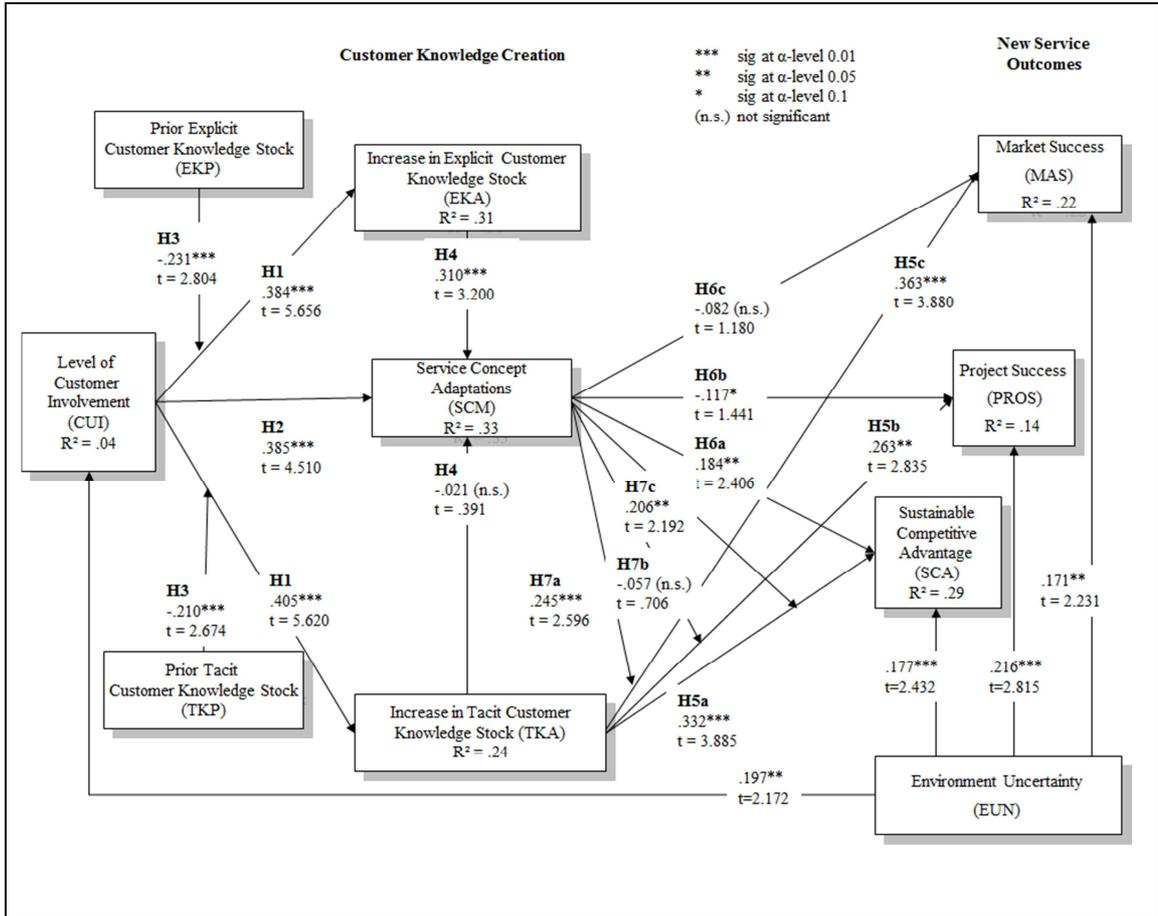 Customer Knowledge Creation
*** sig at α-level 0.01
** sig at α-level 0.05
* sig at α-level 0.1
(n.s.) not significant
New Service
Outcomes
Prior Explicit
Customer Knowledge Stock
(EKP)
Increase in Explicit Customer
Knowledge Stock
(EKA)
R² = .31
Market Success
(MAS)
R² = .22
H3
-.231***
t = 2.804
H1
.384***
t = 5.656
H4
.310***
t = 3.200
H5c
.363***
t = 3.880
H6c
-.082 (n.s.)
t = 1.180
Level of
Customer
Involvement
(CUI)
R² = .04
Service Concept
Adaptations
(SCM)
R² = .33
Project Success
(PROS)
R² = .14
H6b
-.117*
t = 1.441
H2
.385***
t = 4.510
H5b
.263**
t = 2.835
H6a
.184**
t = 2.406
H4
-.021 (n.s.)
t = .391
H7c
.206**
t = 2.192
Sustainable
Competitive
Advantage
(SCA)
R² = .29
H3
-.210***
t = 2.674
H1
.405***
t = 5.620
H7a
.245***
t = 2.596
H7b
-.057 (n.s.)
t = .706
.171**
t = 2.231
Prior Tacit
Customer Knowledge Stock
(TKP)
Increase in Tacit Customer
Knowledge Stock (TKA)
R² = .24
H5a
.332***
t = 3.885
.177***
t=2.432
.216***
t=2.815
.197**
t=2.172
Environment Uncertainty
(EUN)